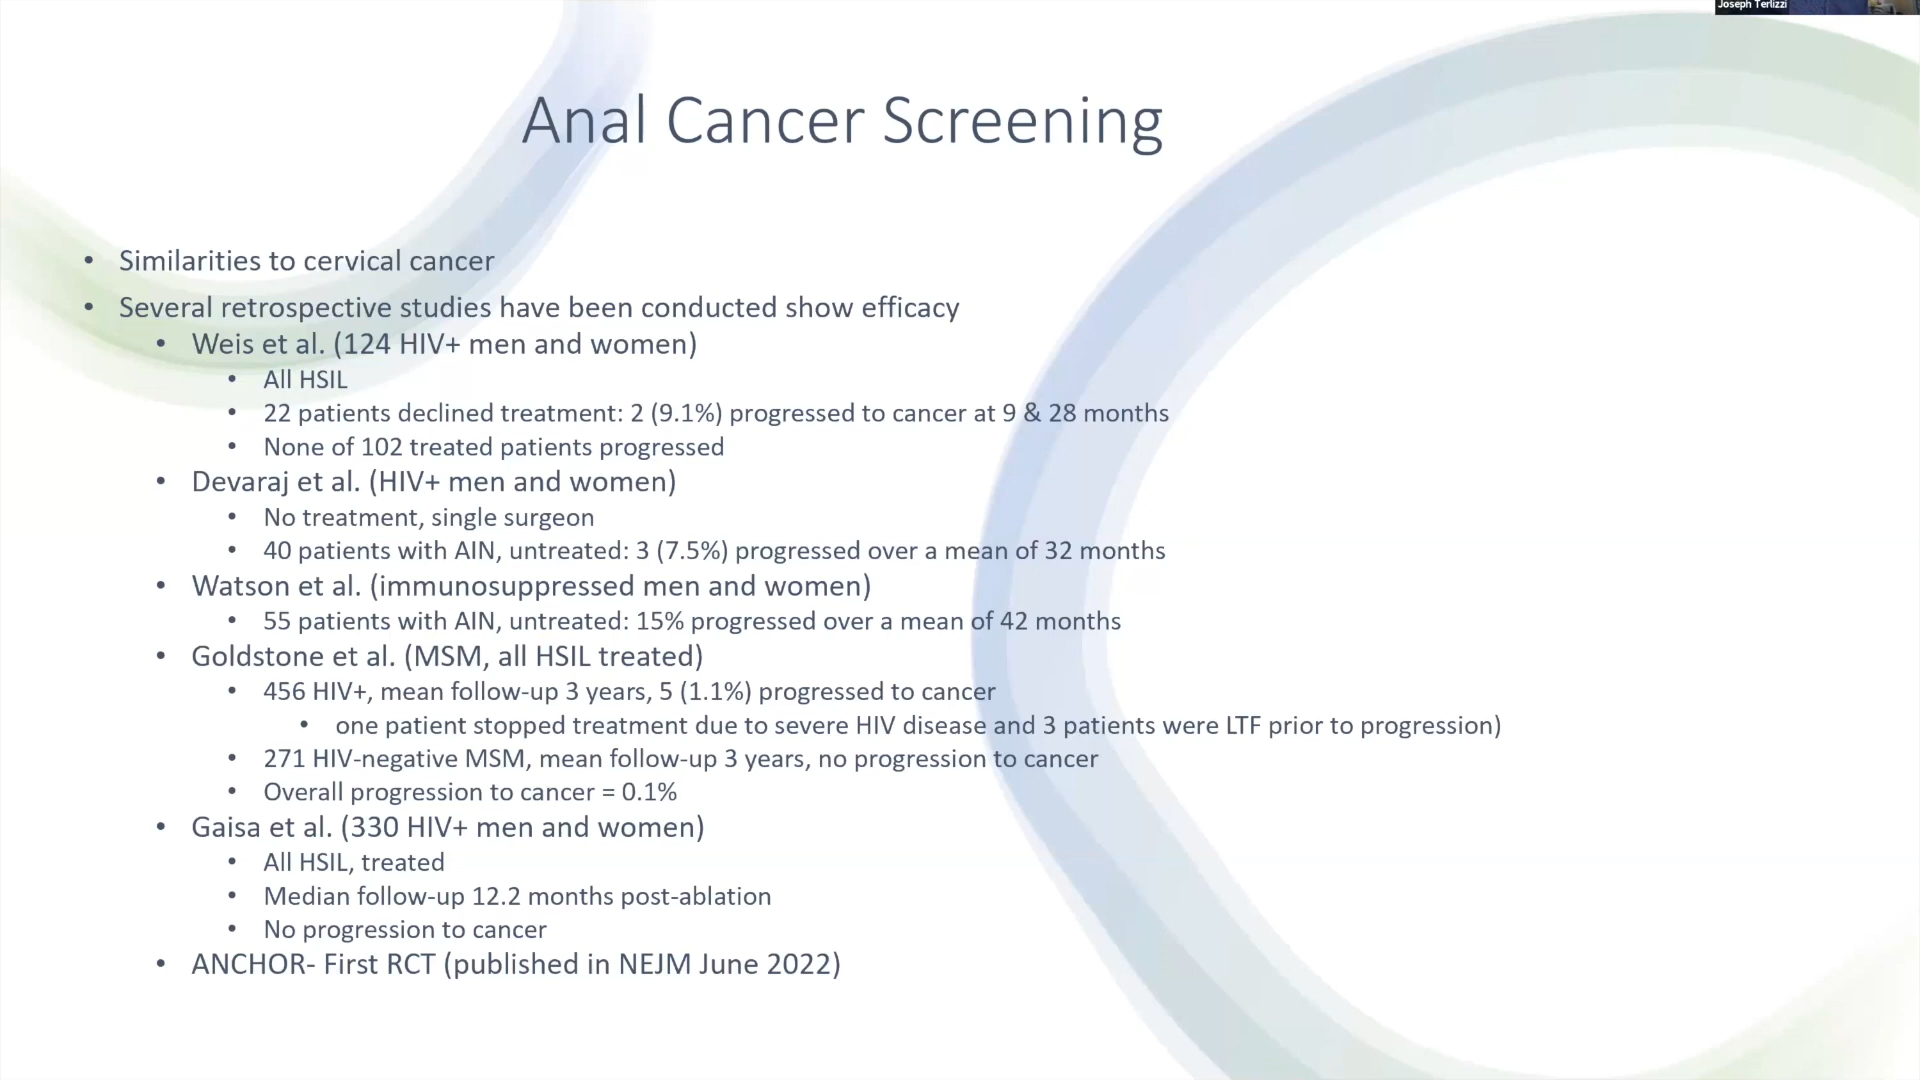 Joseph Terlizzi
Anal Cancer Screening
• Similarities to cervical cancer
• Several retrospective studies have been conducted show efficacy
• Weis et al. (124 HIV+ men and women)
• All HSIL
• 22 patients declined treatment: 2 (9.1%) progressed to cancer at 9 & 28 months
• None of 102 treated patients progressed
• Devaraj et al. (HIV+ men and women)
• No treatment, single surgeon
• 40 patients with AIN, untreated: 3 (7.5%) progressed over a mean of 32 months
• Watson et al. (immunosuppressed men and women)
• 55 patients with AIN, untreated: 15% progressed over a mean of 42 months
• Goldstone et al. (MSM, all HSIL treated)
• 456 HIV+, mean follow-up 3 years, 5 (1.1%) progressed to cancer
• one patient stopped treatment due to severe HIV disease and 3 patients were LTF prior to progression)
• 271 HIV-negative MSM, mean follow-up 3 years, no progression to cancer
• Overall progression to cancer = 0.1%
• Gaisa et al. (330 HIV+ men and women)
• All HSIL, treated
• Median follow-up 12.2 months post-ablation
• No progression to cancer
• ANCHOR- First RCT (published in NEJM June 2022)